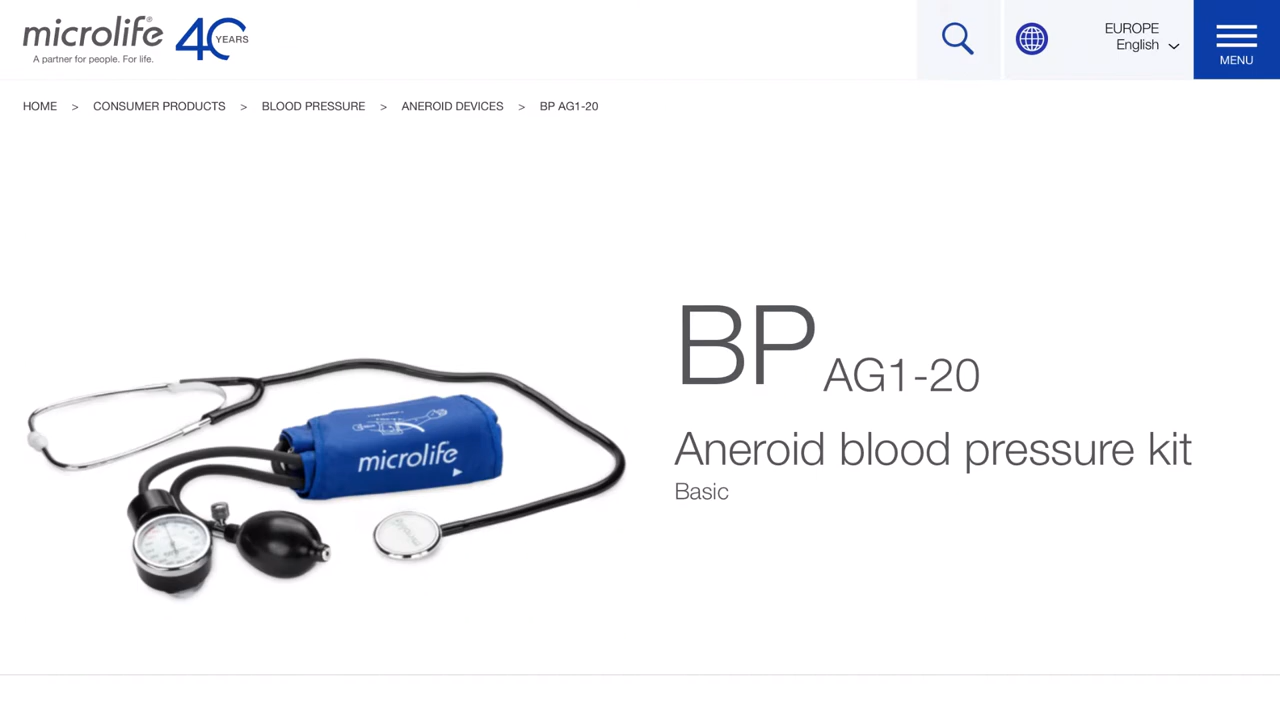 microlife®
A partner for people. For life.
40 YEARS
EUROPE
English
MENU
HOME > CONSUMER PRODUCTS > BLOOD PRESSURE > ANEROID DEVICES > BP AG1-20
microlife
BP AG1-20
Aneroid blood pressure kit
Basic